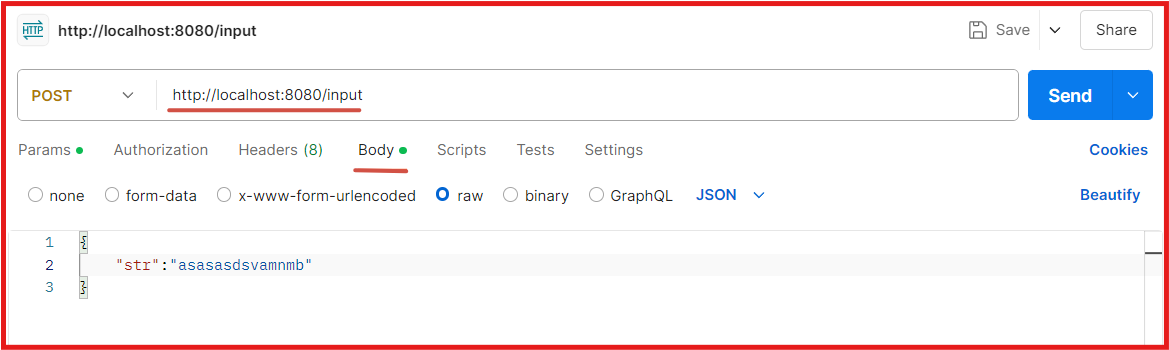 HTTP http://localhost:8080/input Save Share
POST http://localhost:8080/input Send
Params Authorization Headers (8) Body Scripts Tests Settings Cookies
none form-data x-www-form-urlencoded raw binary GraphQL JSON Beautify
1 {
2 "str":"asasasdsvamnmb"
3 }